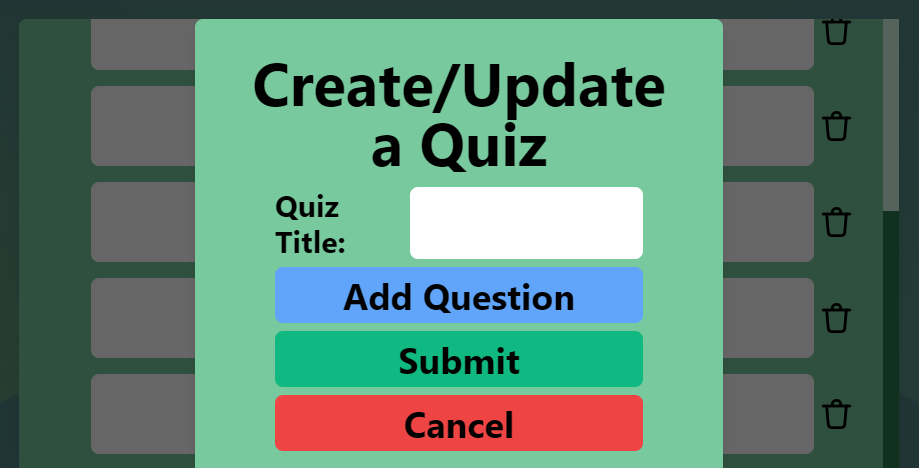 Create/Update
a Quiz
Quiz
Title:
Add Question
Submit
Cancel